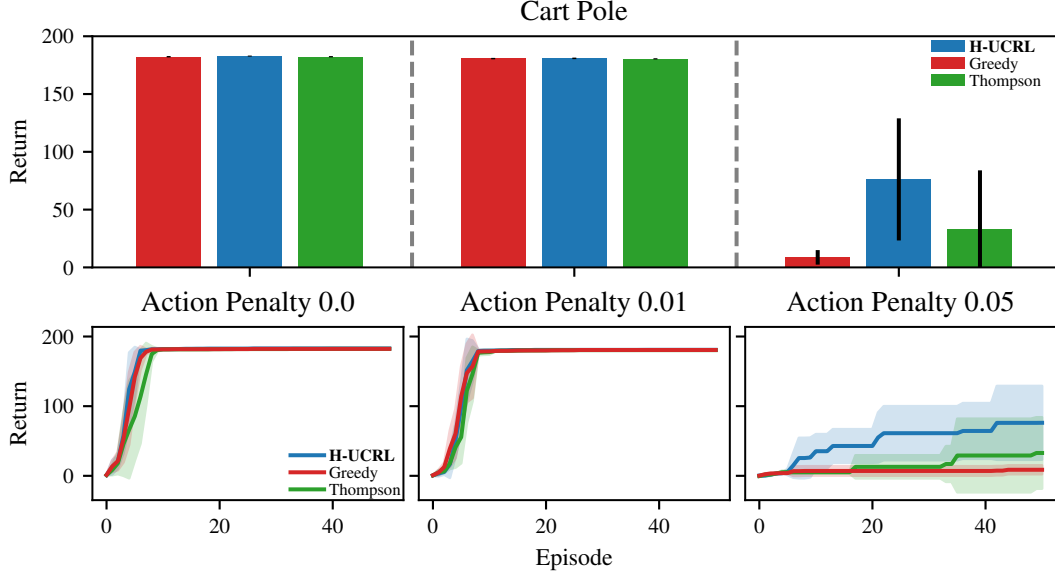 Cart Pole
200
150
100
50
0
Return
H-UCRL
Greedy
Thompson
Action Penalty 0.0
Action Penalty 0.01
Action Penalty 0.05
200
100
0
Return
H-UCRL
Greedy
Thompson
0 20 40
0 20 40
0 20 40
Episode